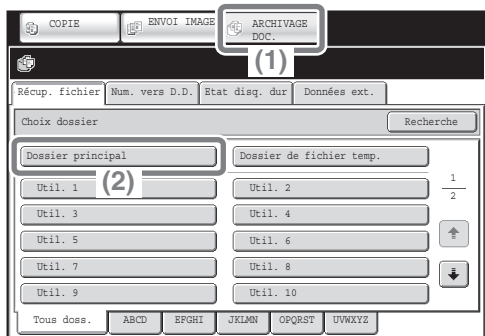 COPIE
ENVOI IMAGE
ARCHIVAGE
DOC.
(1)
Récup. fichier
Num. vers D.D.
Etat disq. dur
Données ext.
Choix dossier
Recherche
Dossier principal
Dossier de fichier temp.
(2)
Util. 1
Util. 2
1
2
Util. 3
Util. 4
Util. 5
Util. 6
Util. 7
Util. 8
Util. 9
Util. 10
Tous doss.
ABCD
EFGHI
JKLMN
OPQRST
UVWXYZ